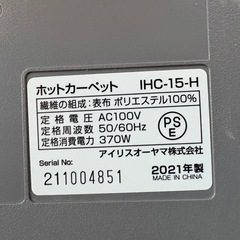 ホットカーペット IHC-15-H
繊維の組成：表布 ポリエステル100%
定格電圧 AC100V
定格周波数 50/60Hz
定格消費電力 370W
PSE
アイリスオーヤマ株式会社
Serial No: 2021年製
211004851